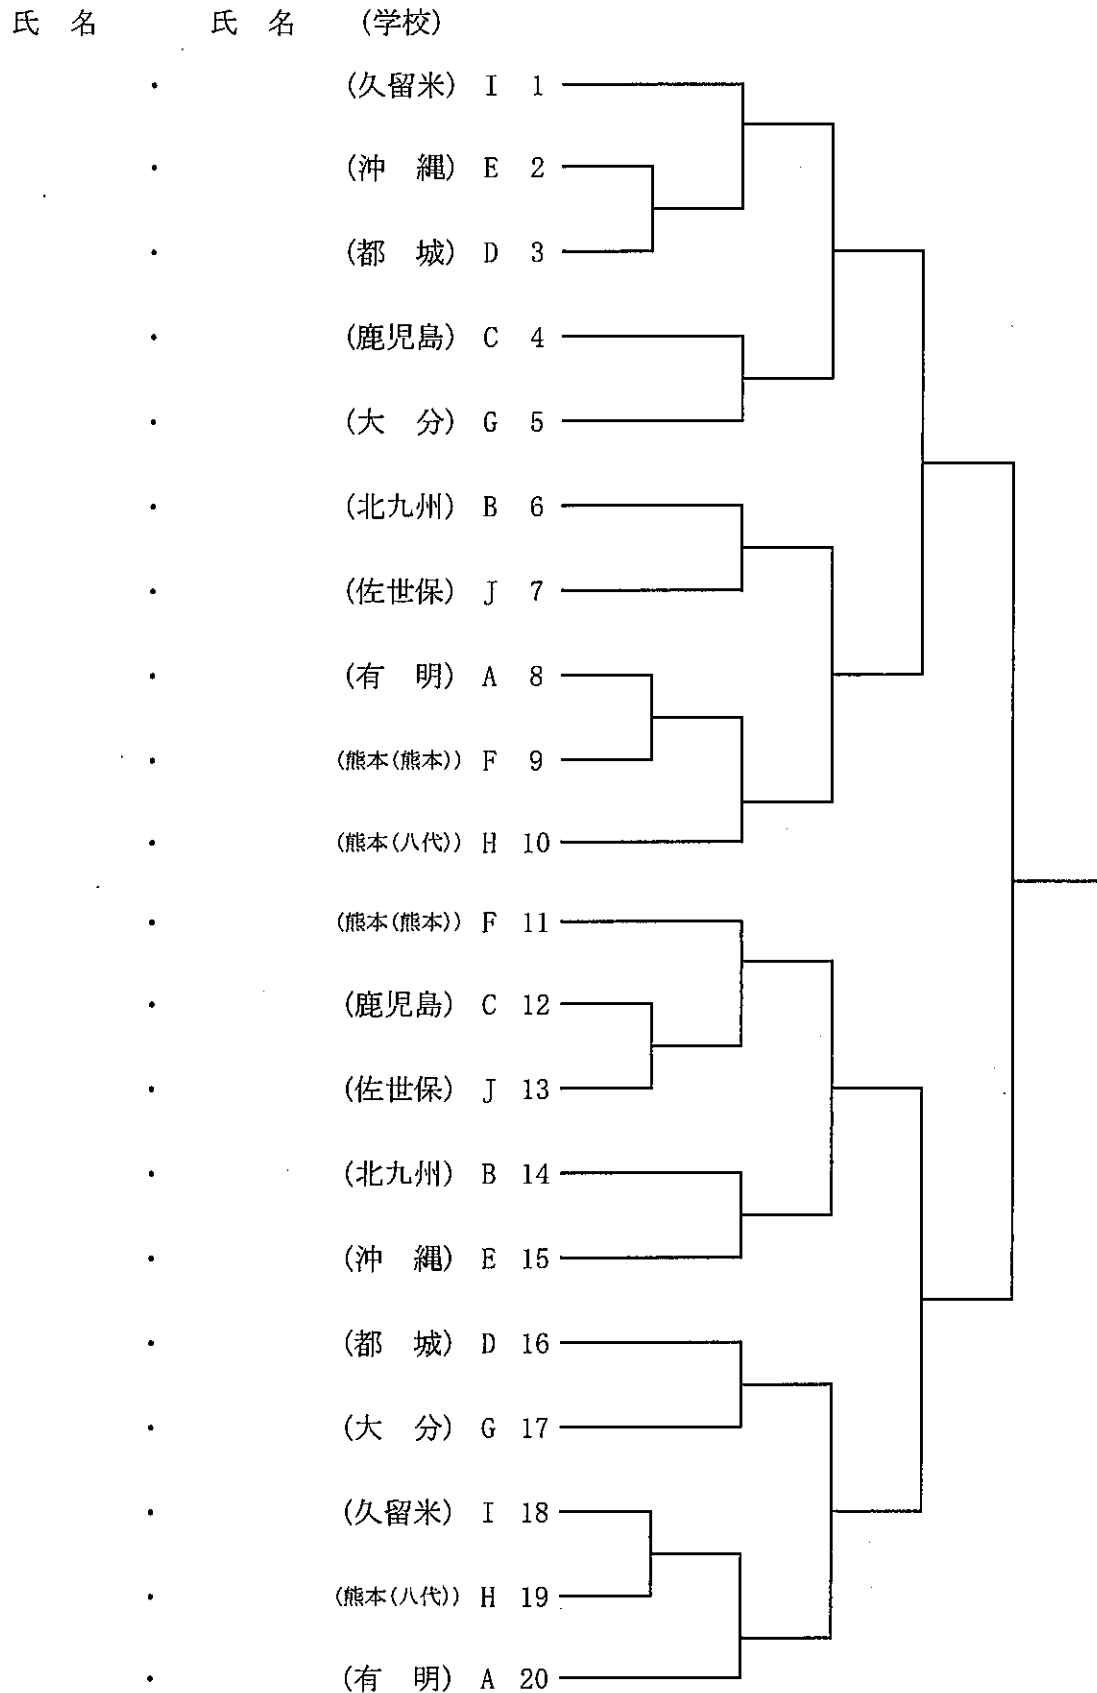 氏 名 氏 名 (学校)
・ (久留米) I 1
・ (沖 縄) E 2
・ (都 城) D 3
・ (鹿児島) C 4
・ (大 分) G 5
・ (北九州) B 6
・ (佐世保) J 7
・ (有 明) A 8
・ (熊本(熊本)) F 9
・ (熊本(八代)) H 10
・ (熊本(熊本)) F 11
・ (鹿児島) C 12
・ (佐世保) J 13
・ (北九州) B 14
・ (沖 縄) E 15
・ (都 城) D 16
・ (大 分) G 17
・ (久留米) I 18
・ (熊本(八代)) H 19
・ (有 明) A 20